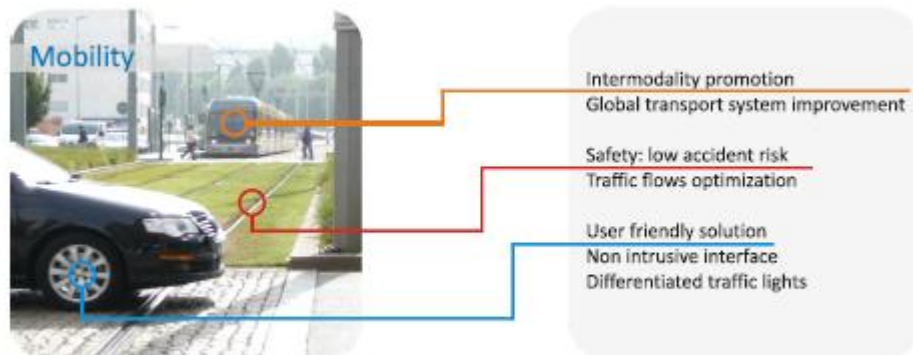 Mobility
Intermodality promotion
Global transport system improvement
Safety: low accident risk
Traffic flows optimization
User friendly solution
Non intrusive interface
Differentiated traffic lights